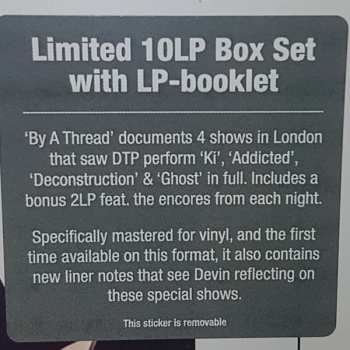 Limited 10LP Box Set
with LP-booklet
‘By A Thread’ documents 4 shows in London
that saw DTP perform ‘Ki’, ‘Addicted’,
‘Deconstruction’ & ‘Ghost’ in full. Includes a
bonus 2LP feat. the encores from each night.
Specifically mastered for vinyl, and the first
time available on this format, it also contains
new liner notes that see Devin reflecting on
these special shows.
This sticker is removable